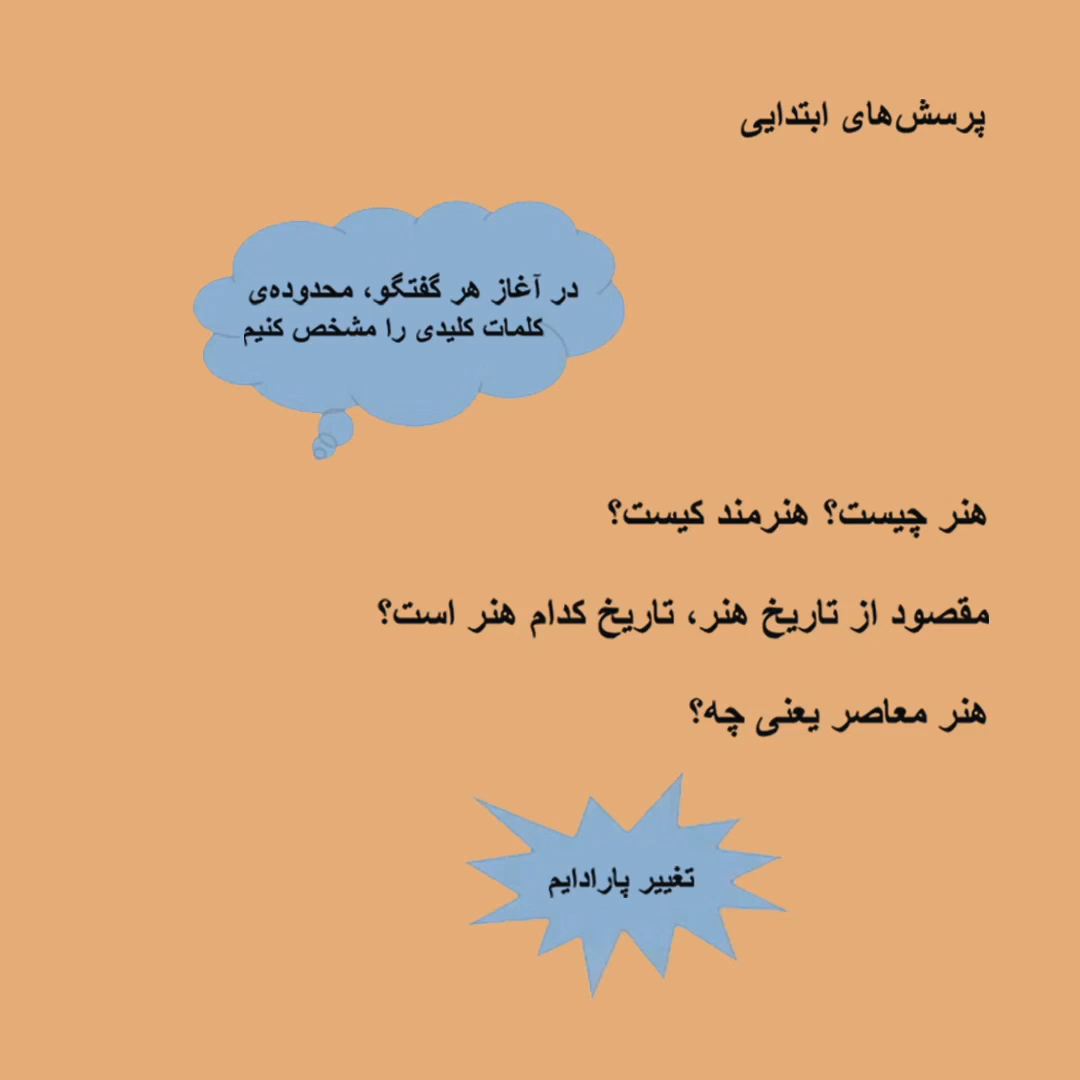 پرسش‌های ابتدایی
در آغاز هر گفتگو، محدوده‌ی
کلمات کلیدی را مشخص کنیم
هنر چیست؟ هنرمند کیست؟
مقصود از تاریخ هنر، تاریخ کدام هنر است؟
هنر معاصر یعنی چه؟
تغییر پارادایم